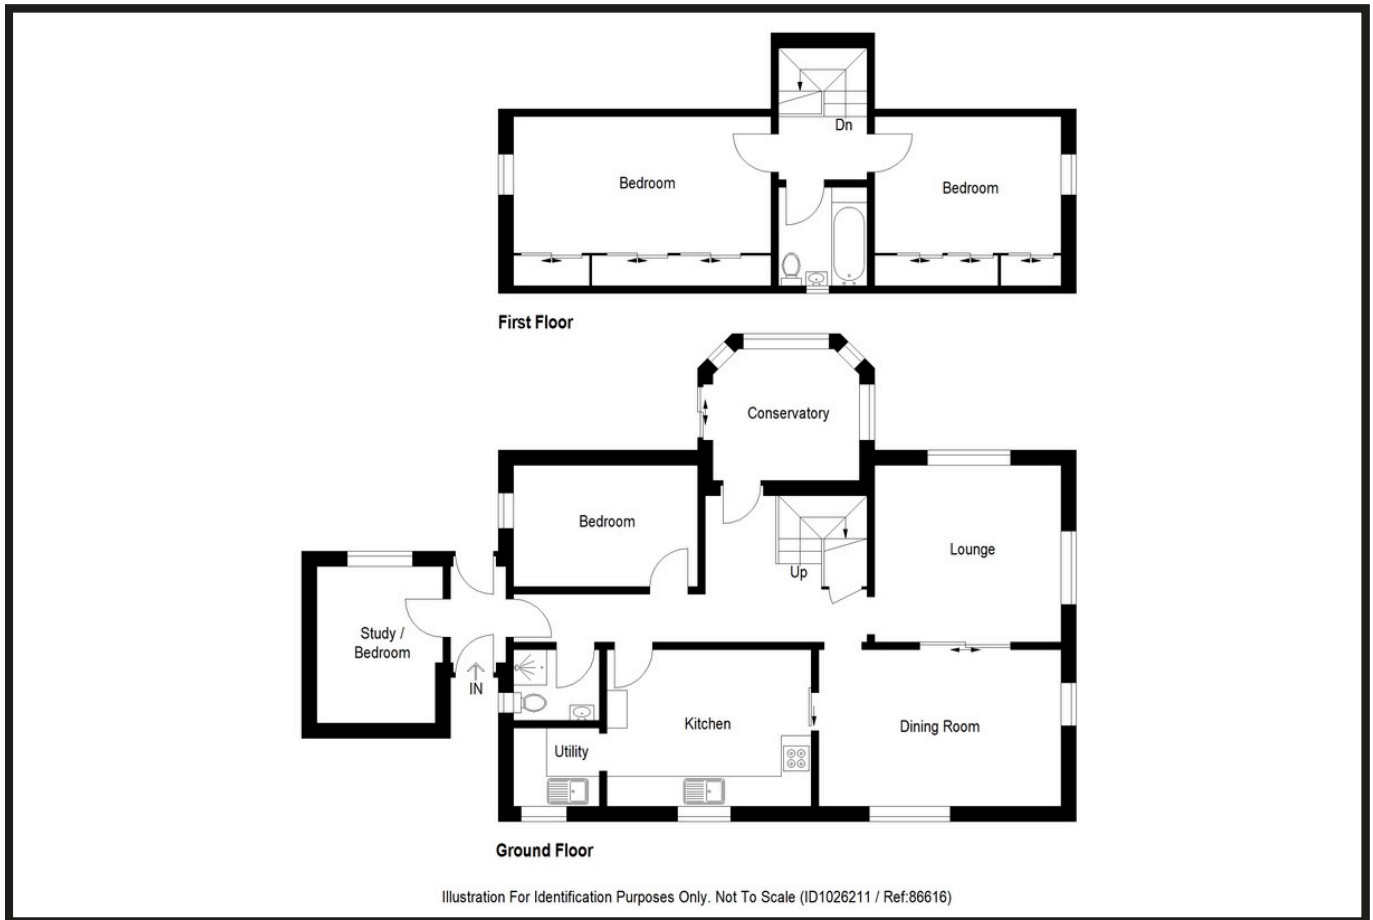 Dn
Bedroom
Bedroom
First Floor
Conservatory
Bedroom
Lounge
Up
Study /
Bedroom
IN
Kitchen
Dining Room
Utility
Ground Floor
Illustration For Identification Purposes Only. Not To Scale (ID1026211 / Ref:86616)